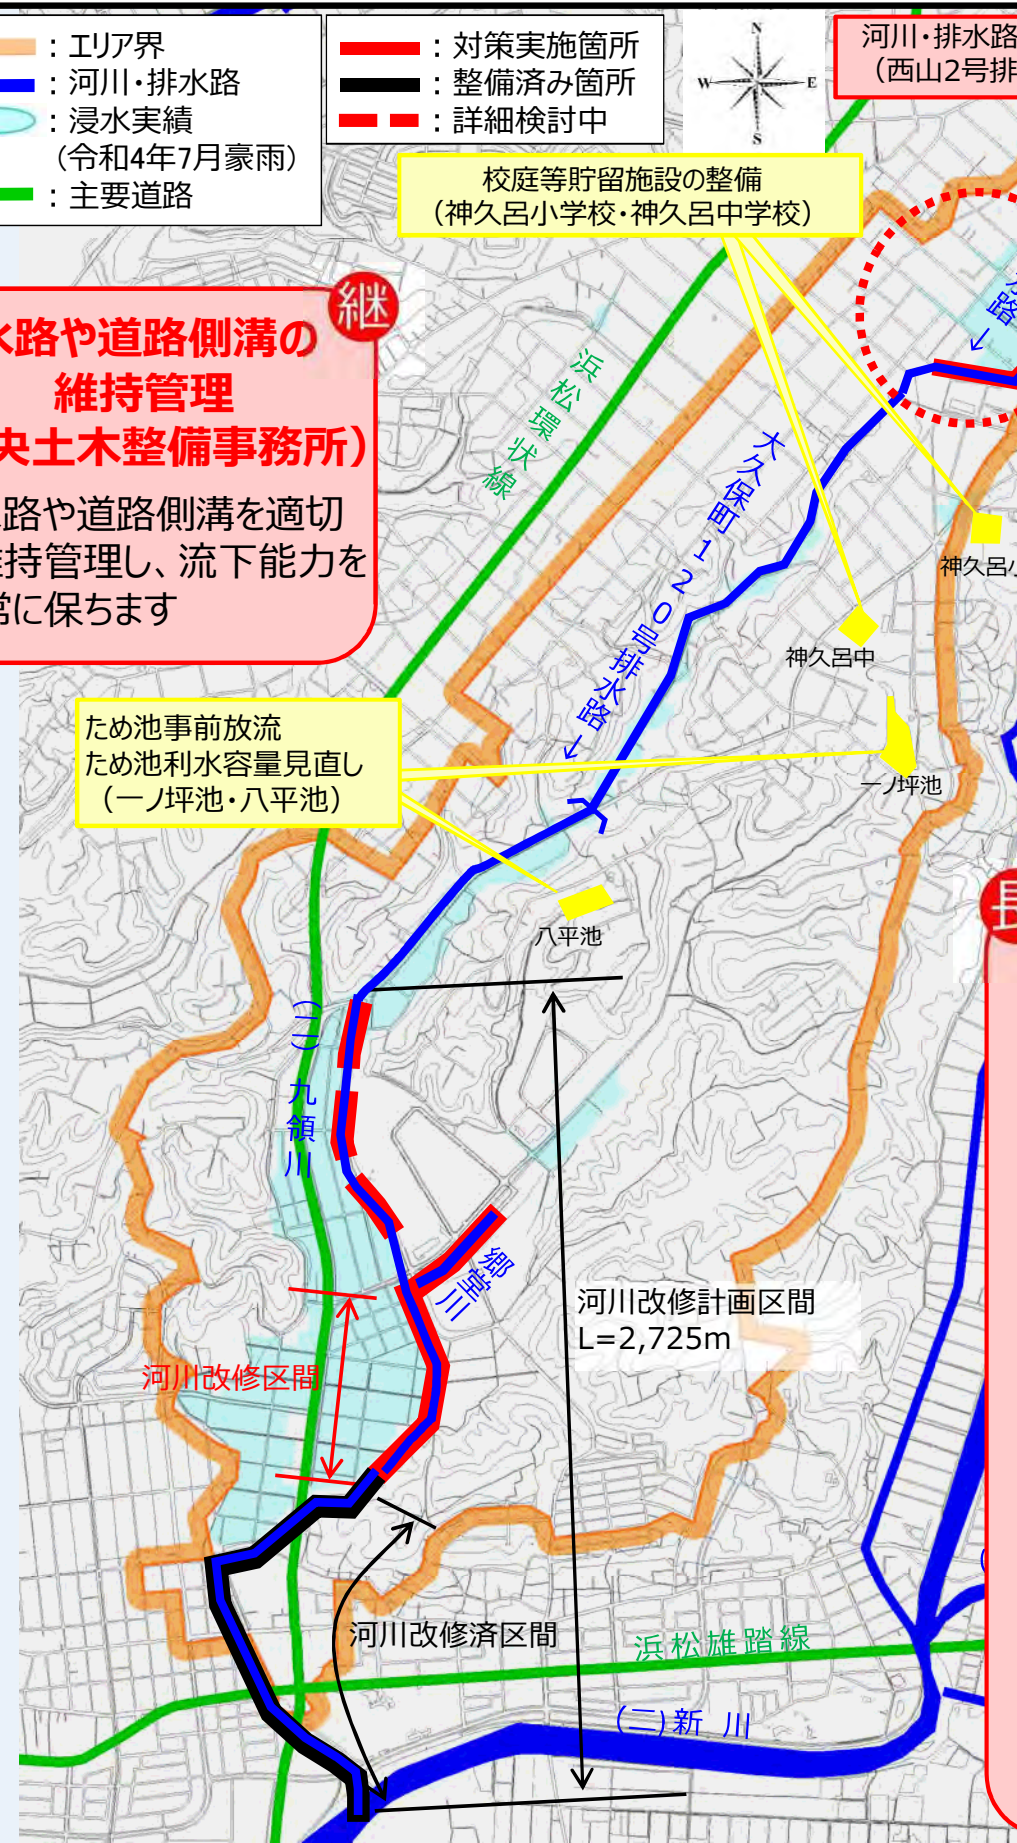 ：エリア界
：河川・排水路
：浸水実績
（令和4年7月豪雨）
：主要道路
：対策実施箇所
：整備済み箇所
：詳細検討中
N
W
E
S
河川・排水路
（西山2号排
校庭等貯留施設の整備
（神久呂小学校・神久呂中学校）
継
水路や道路側溝の
維持管理
央土木整備事務所）
路や道路側溝を適切
維持管理し、流下能力を
常に保ちます
浜松環状線
大久保町120号排水路→
路→
神久呂小
神久呂中
ため池事前放流
ため池利水容量見直し
（一ノ坪池・八平池）
一ノ坪池
八平池
長
（二）九領川
郷堂川
河川改修計画区間
L=2,725m
河川改修区間
河川改修済区間
浜松雄踏線
（二）新川